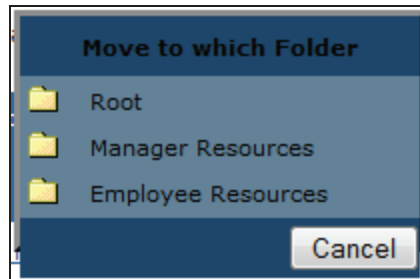 Move to which Folder
Root
Manager Resources
Employee Resources
Cancel